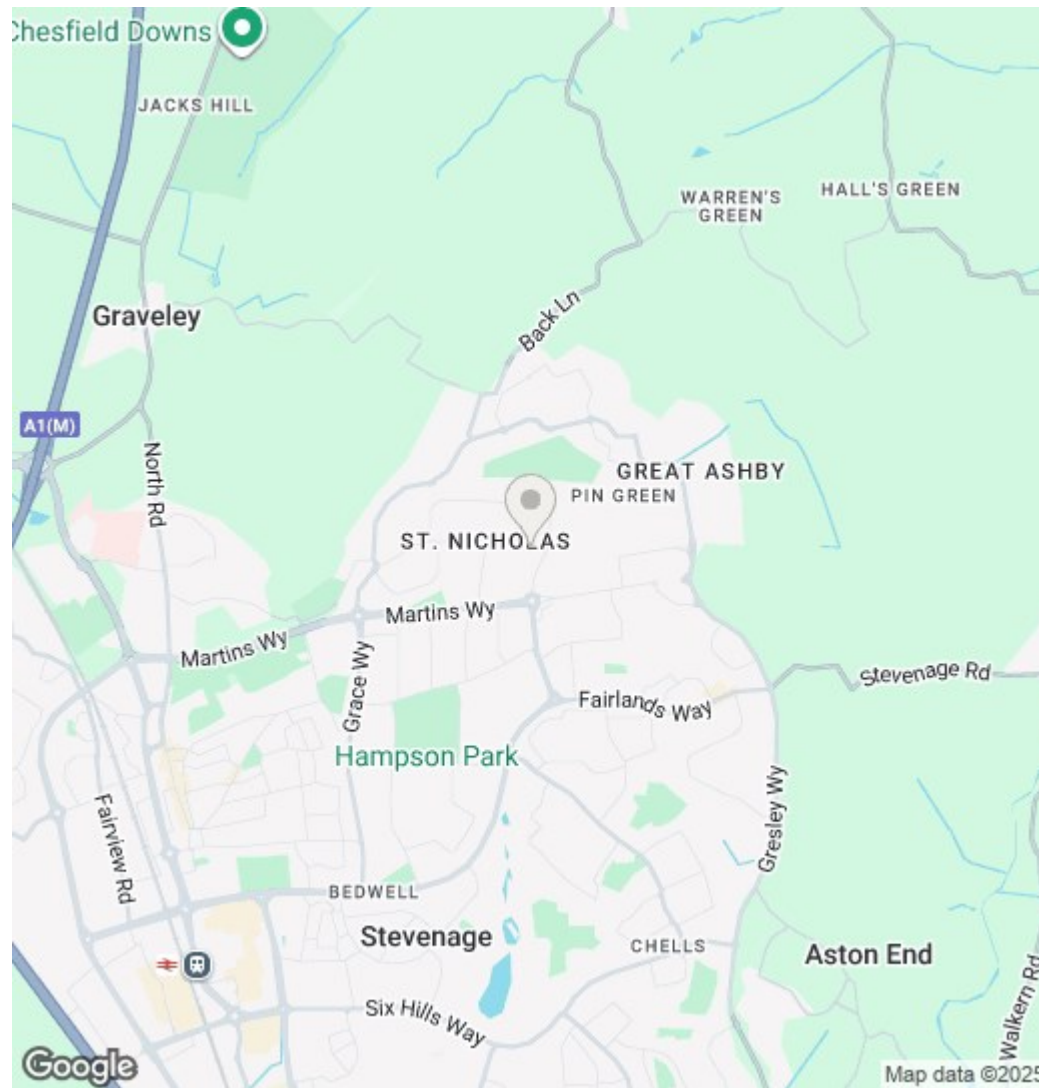 Chesfield Downs
JACKS HILL
WARREN'S
GREEN
HALL'S GREEN
Graveley
Back Ln
A1(M)
North Rd
GREAT ASHBY
PIN GREEN
ST. NICHOLAS
Martins Wy
Martins Wy
Grace Wy
Stevenage Rd
Fairlands Way
Hampson Park
Fairview Rd
Gresley Wy
BEDWELL
Stevenage
CHELLS
Aston End
Six Hills Way
Walkern Rd
Google
Map data ©2025